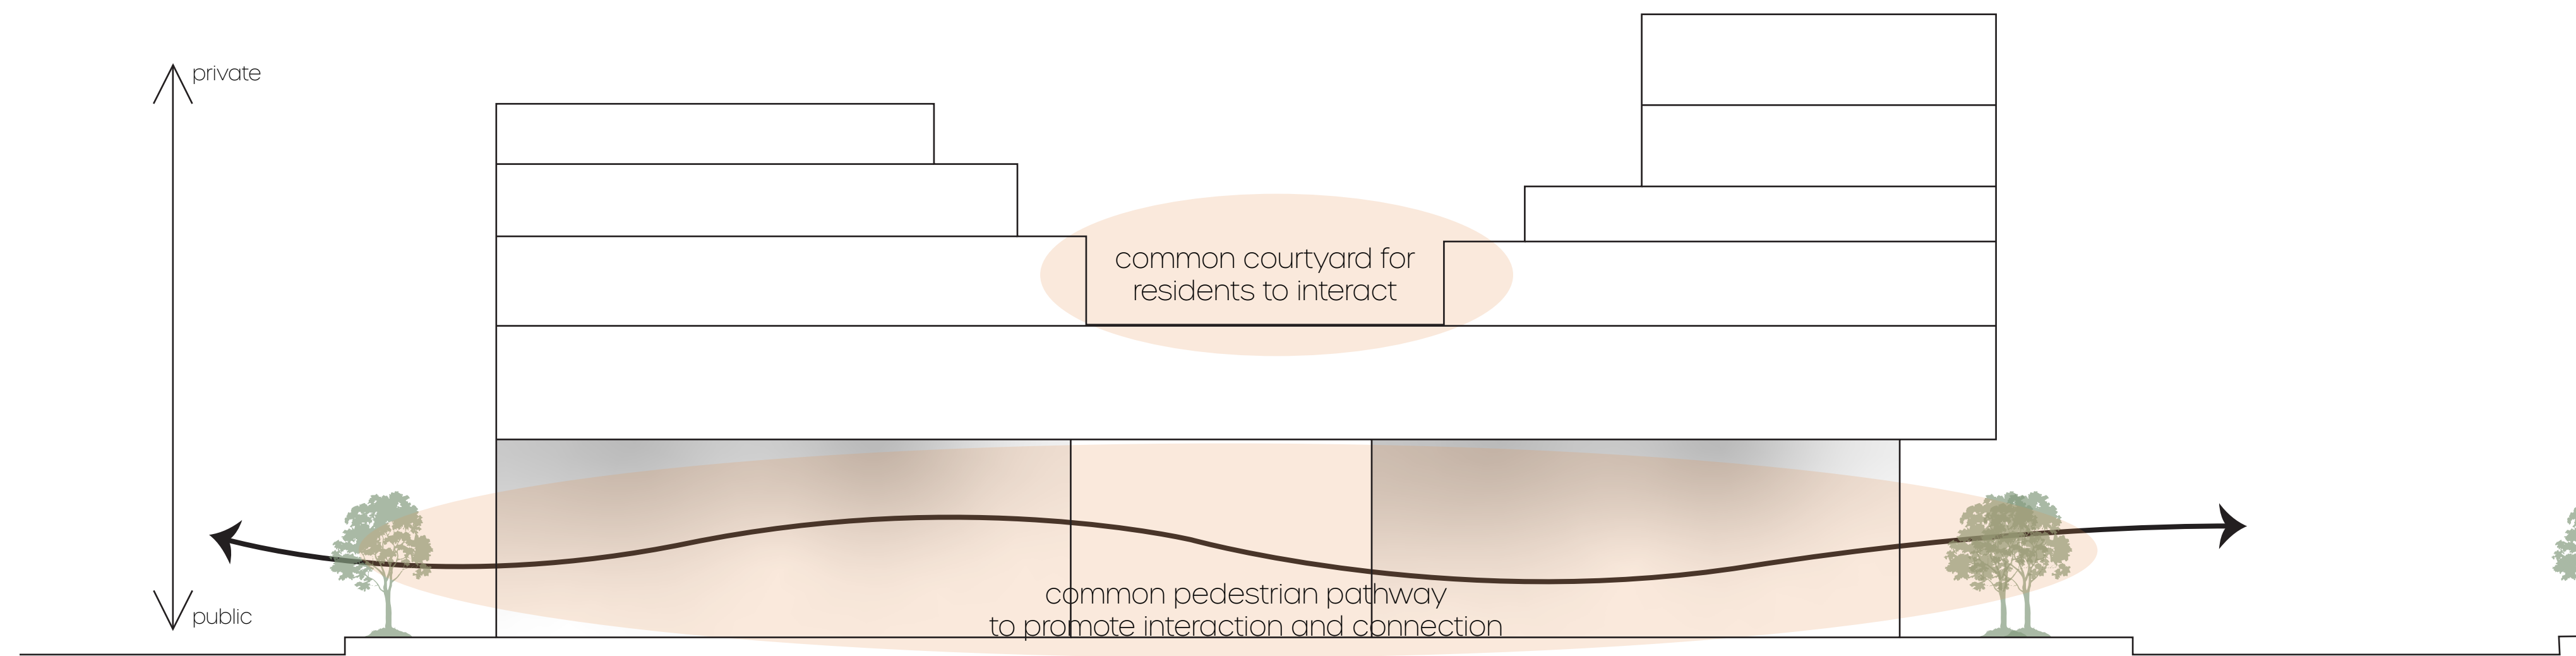 private
common courtyard for
residents to interact
common pedestrian pathway
to promote interaction and connection
public